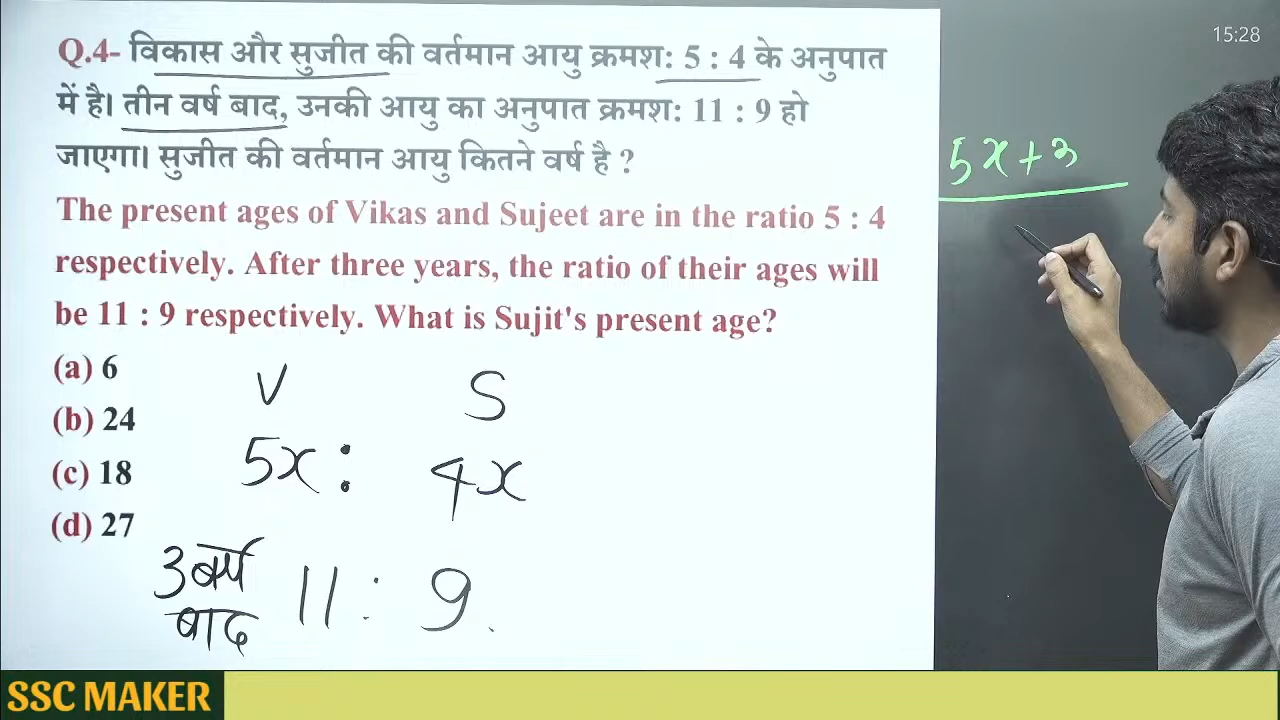 15:28
Q.4- विकास और सुजीत की वर्तमान आयु क्रमश: 5 : 4 के अनुपात
में है। तीन वर्ष बाद, उनकी आयु का अनुपात क्रमश: 11 : 9 हो
जाएगा। सुजीत की वर्तमान आयु कितने वर्ष है ?
The present ages of Vikas and Sujeet are in the ratio 5 : 4
respectively. After three years, the ratio of their ages will
be 11 : 9 respectively. What is Sujit's present age?
(a) 6
(b) 24
(c) 18
(d) 27
V S
5x : 4x
3 वर्ष
बाद 11 : 9
5x+3
SSC MAKER